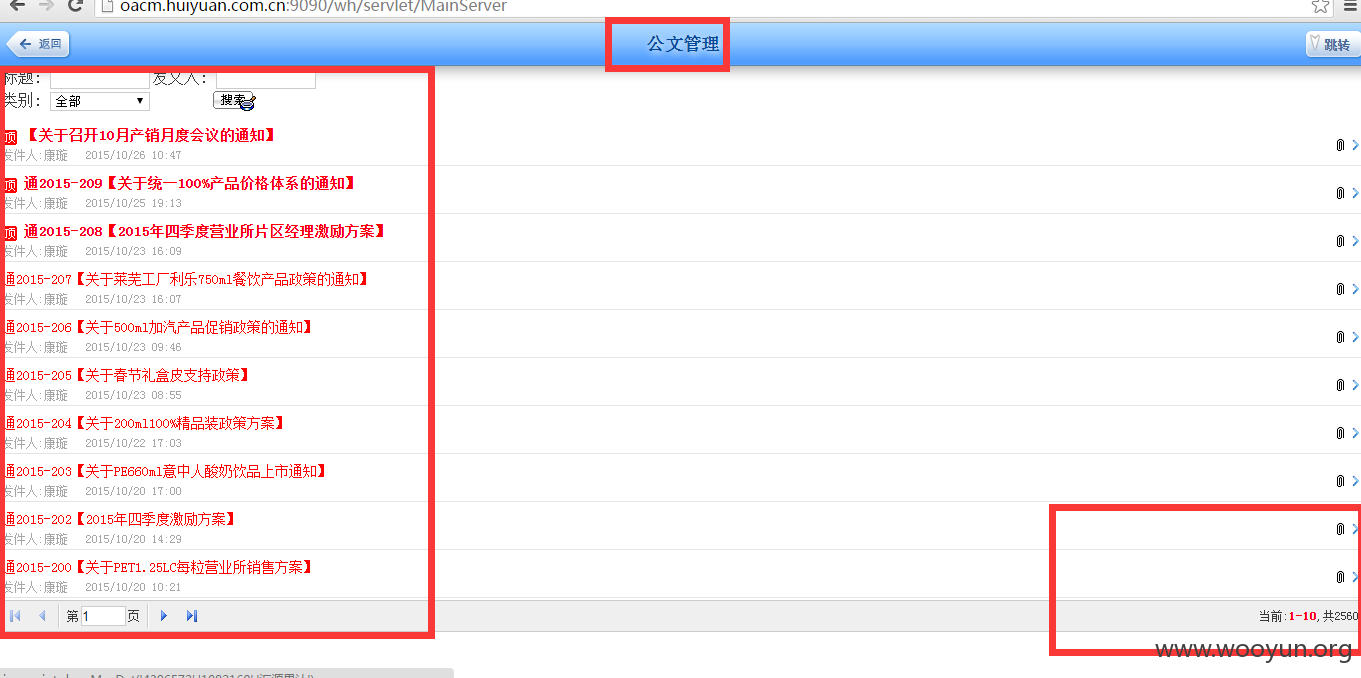 oacm.huiyuan.com.cn:9090/wh/servlet/MainServer
返回
公文管理
跳转
标题： 发文人：
类别： 全部 搜索
顶 【关于召开10月产销月度会议的通知】
发件人:康璇 2015/10/26 10:47
顶 通2015-209【关于统一100%产品价格体系的通知】
发件人:康璇 2015/10/25 19:13
顶 通2015-208【2015年四季度营业所片区经理激励方案】
发件人:康璇 2015/10/23 16:09
通2015-207【关于莱芜工厂利乐750ml餐饮产品政策的通知】
发件人:康璇 2015/10/23 16:07
通2015-206【关于500ml加汽产品促销政策的通知】
发件人:康璇 2015/10/23 09:46
通2015-205【关于春节礼盒皮支持政策】
发件人:康璇 2015/10/23 08:55
通2015-204【关于200ml100%精品装政策方案】
发件人:康璇 2015/10/22 17:03
通2015-203【关于PE660ml意中人酸奶饮品上市通知】
发件人:康璇 2015/10/20 17:00
通2015-202【2015年四季度激励方案】
发件人:康璇 2015/10/20 14:29
通2015-200【关于PET1.25LC每粒营业所销售方案】
发件人:康璇 2015/10/20 10:21
第 1 页
当前:1-10,共2560
www.wooyun.org